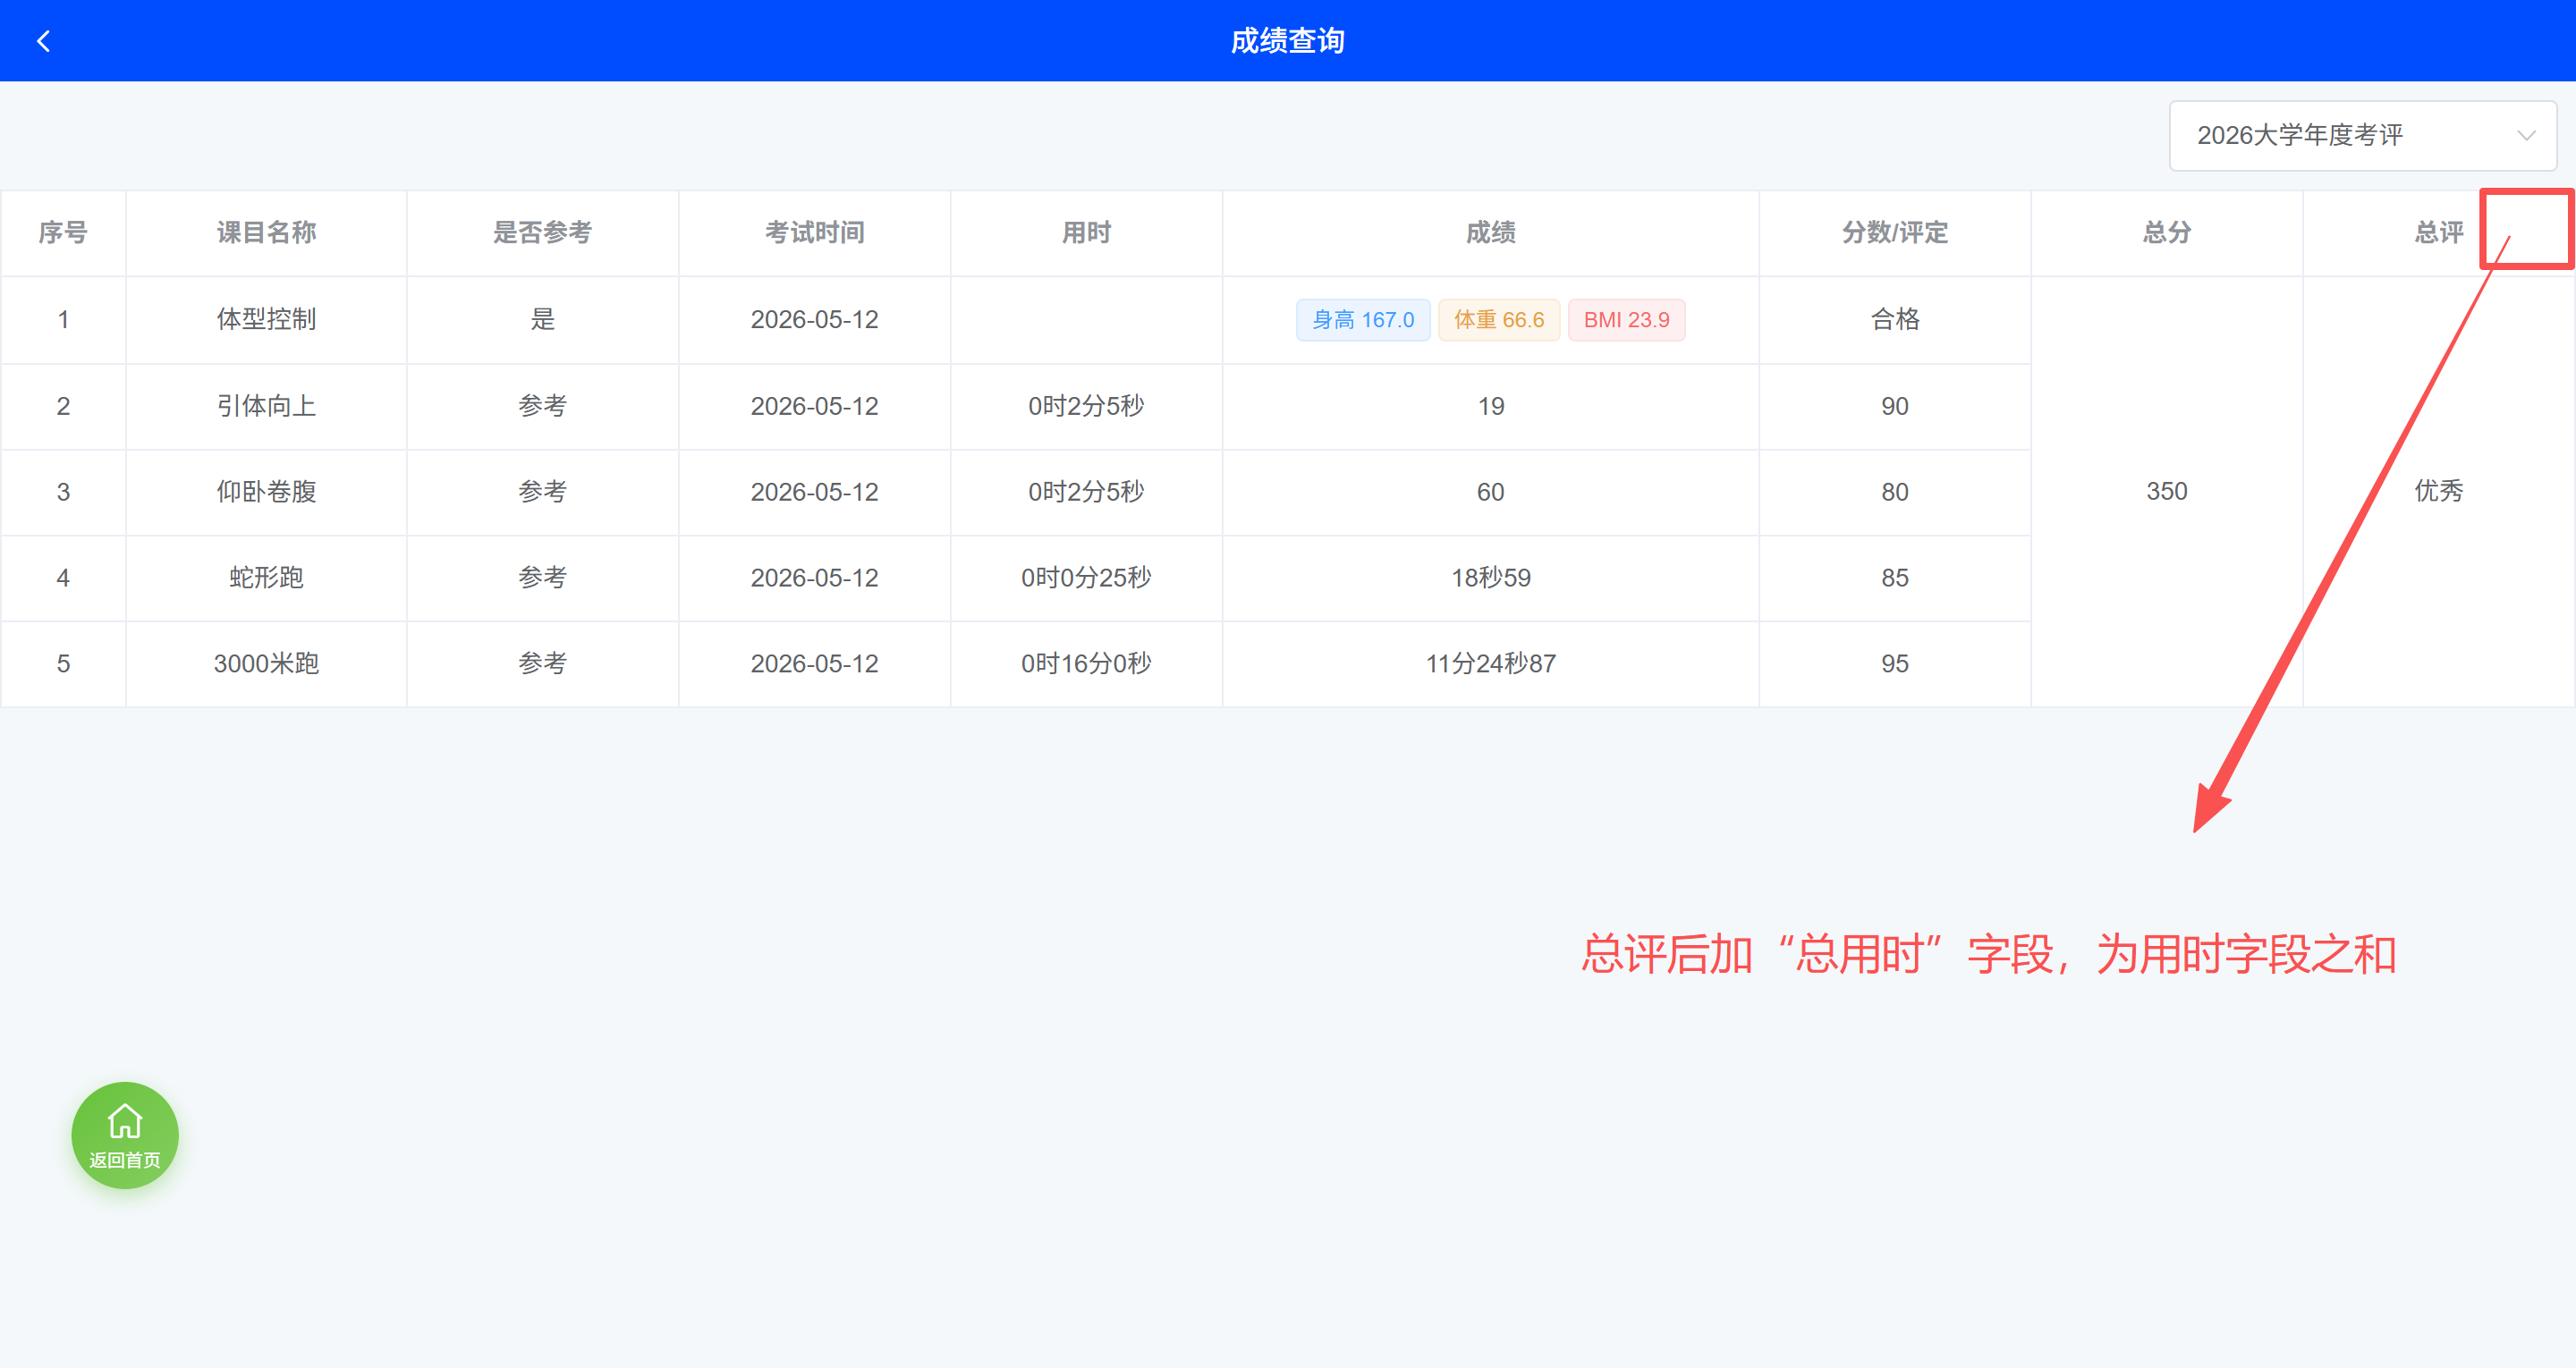 成绩查询
2026大学年度考评
序号 课目名称 是否参考 考试时间 用时 成绩 分数/评定 总分 总评
1 体型控制 是 2026-05-12 身高 167.0 体重 66.6 BMI 23.9 合格
2 引体向上 参考 2026-05-12 0时2分5秒 19 90
3 仰卧卷腹 参考 2026-05-12 0时2分5秒 60 80 350 优秀
4 蛇形跑 参考 2026-05-12 0时0分25秒 18秒59 85
5 3000米跑 参考 2026-05-12 0时16分0秒 11分24秒87 95
总评后加“总用时”字段，为用时字段之和
返回首页